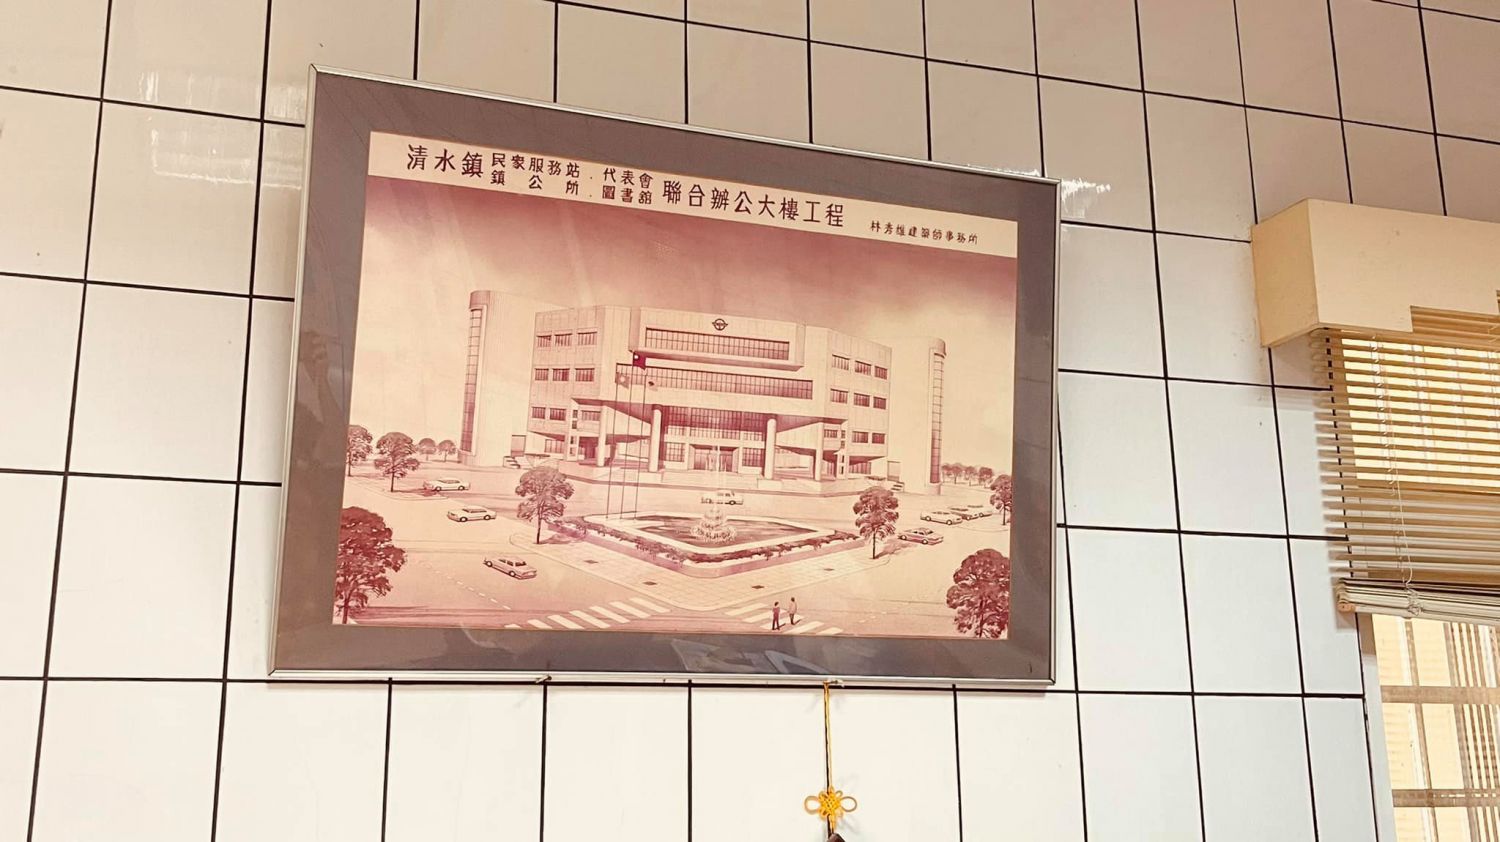 清水鎮 民眾服務站．代表會
鎮公所．圖書館 聯合辦公大樓工程
林秀雄建築師事務所